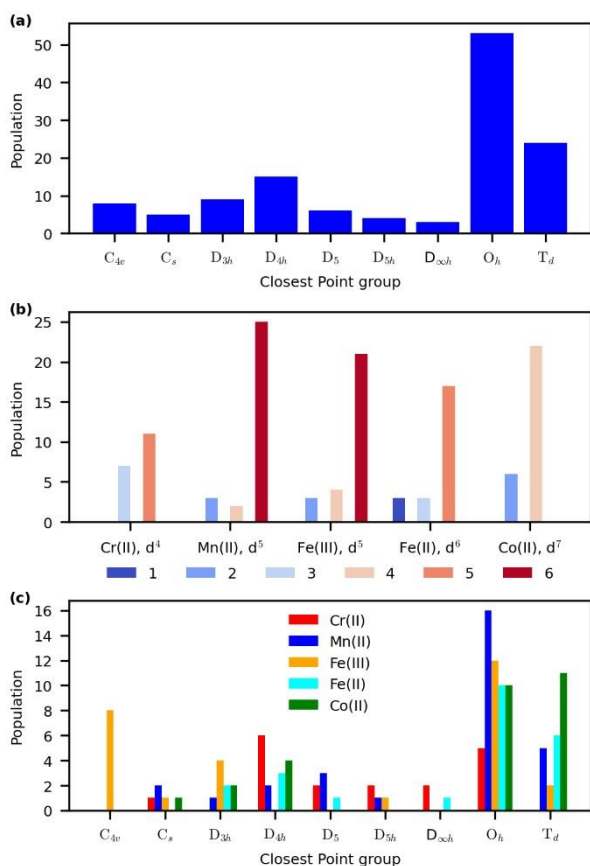 (a)
50
40
30
20
10
0
Population
C₄ᵥ Cₛ D₃ₕ D₄ₕ D₅ D₅ₕ D∞ₕ Oₕ T_d
Closest Point group
(b)
25
20
15
10
5
0
Population
Cr(II), d⁴ Mn(II), d⁵ Fe(III), d⁵ Fe(II), d⁶ Co(II), d⁷
1 2 3 4 5 6
(c)
16
14
12
10
8
6
4
2
0
Population
Cr(II)
Mn(II)
Fe(III)
Fe(II)
Co(II)
C₄ᵥ Cₛ D₃ₕ D₄ₕ D₅ D₅ₕ D∞ₕ Oₕ T_d
Closest Point group